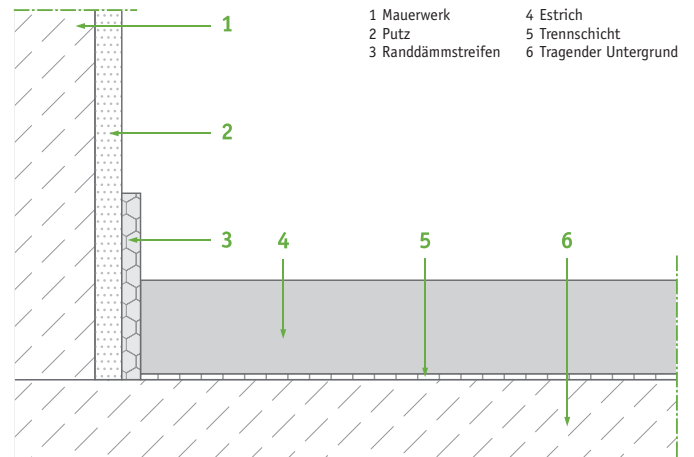 1 Mauerwerk
2 Putz
3 Randdämmstreifen
4 Estrich
5 Trennschicht
6 Tragender Untergrund
1
2
3
4
5
6